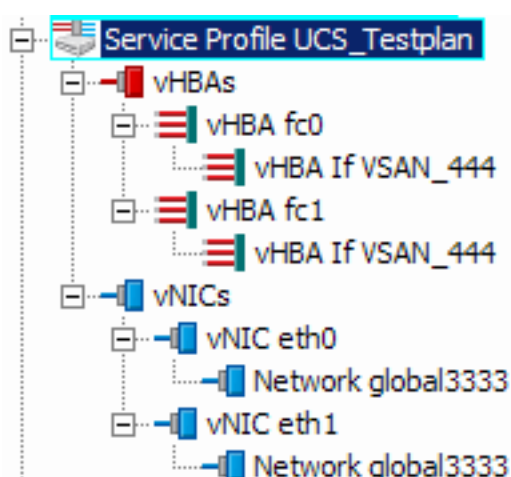 Service Profile UCS_Testplan
vHBAs
vHBA fc0
vHBA If VSAN_444
vHBA fc1
vHBA If VSAN_444
vNICs
vNIC eth0
Network global3333
vNIC eth1
Network global3333